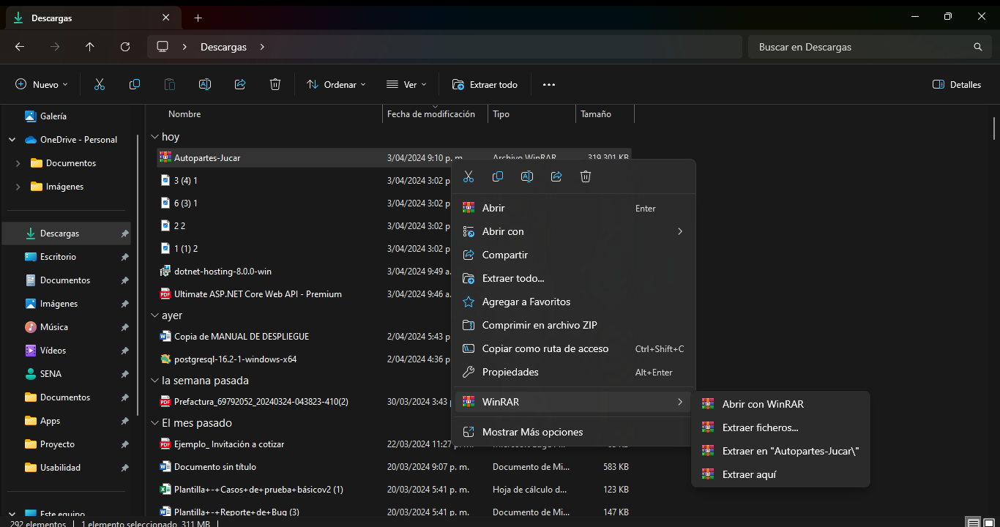 Descargas
Descargas
Buscar en Descargas
Nuevo
Ordenar
Ver
Extraer todo
Detalles
Nombre Fecha de modificación Tipo Tamaño
Galería
OneDrive - Personal
Documentos
Imágenes
Descargas
Escritorio
Documentos
Imágenes
Música
Vídeos
SENA
Documentos
Apps
Proyecto
Usabilidad
Este equipo
hoy
Autopartes-Jucar 3/04/2024 9:10 p. m. Archivo WinRAR 319.301 KB
3 (4) 1 3/04/2024 3:02 p
6 (3) 1 3/04/2024 3:02 p
2 2 3/04/2024 3:02 p
1 (1) 2 3/04/2024 3:02 p
dotnet-hosting-8.0.0-win 3/04/2024 9:49 a.
Ultimate ASP.NET Core Web API - Premium 3/04/2024 9:46 a.
ayer
Copia de MANUAL DE DESPLIEGUE 2/04/2024 5:43 p
postgresql-16.2-1-windows-x64 2/04/2024 4:36 p
la semana pasada
Prefactura_69792052_20240324-043823-410(2) 30/03/2024 3:43
El mes pasado
Ejemplo_ Invitación a cotizar 22/03/2024 11:27
Documento sin título 20/03/2024 9:07 p. m. Documento de Mi... 583 KB
Plantilla+-+Casos+de+prueba+básicov2 (1) 20/03/2024 5:41 p. m. Hoja de cálculo d... 123 KB
Plantilla+-+Reporte+de+Bug (3) 20/03/2024 5:41 p. m. Documento de Mi... 147 KB
Abrir Enter
Abrir con
Compartir
Extraer todo...
Agregar a Favoritos
Comprimir en archivo ZIP
Copiar como ruta de acceso Ctrl+Shift+C
Propiedades Alt+Enter
WinRAR
Mostrar Más opciones
Abrir con WinRAR
Extraer ficheros...
Extraer en "Autopartes-Jucar\"
Extraer aquí
292 elementos 1 elemento seleccionado 311 MB